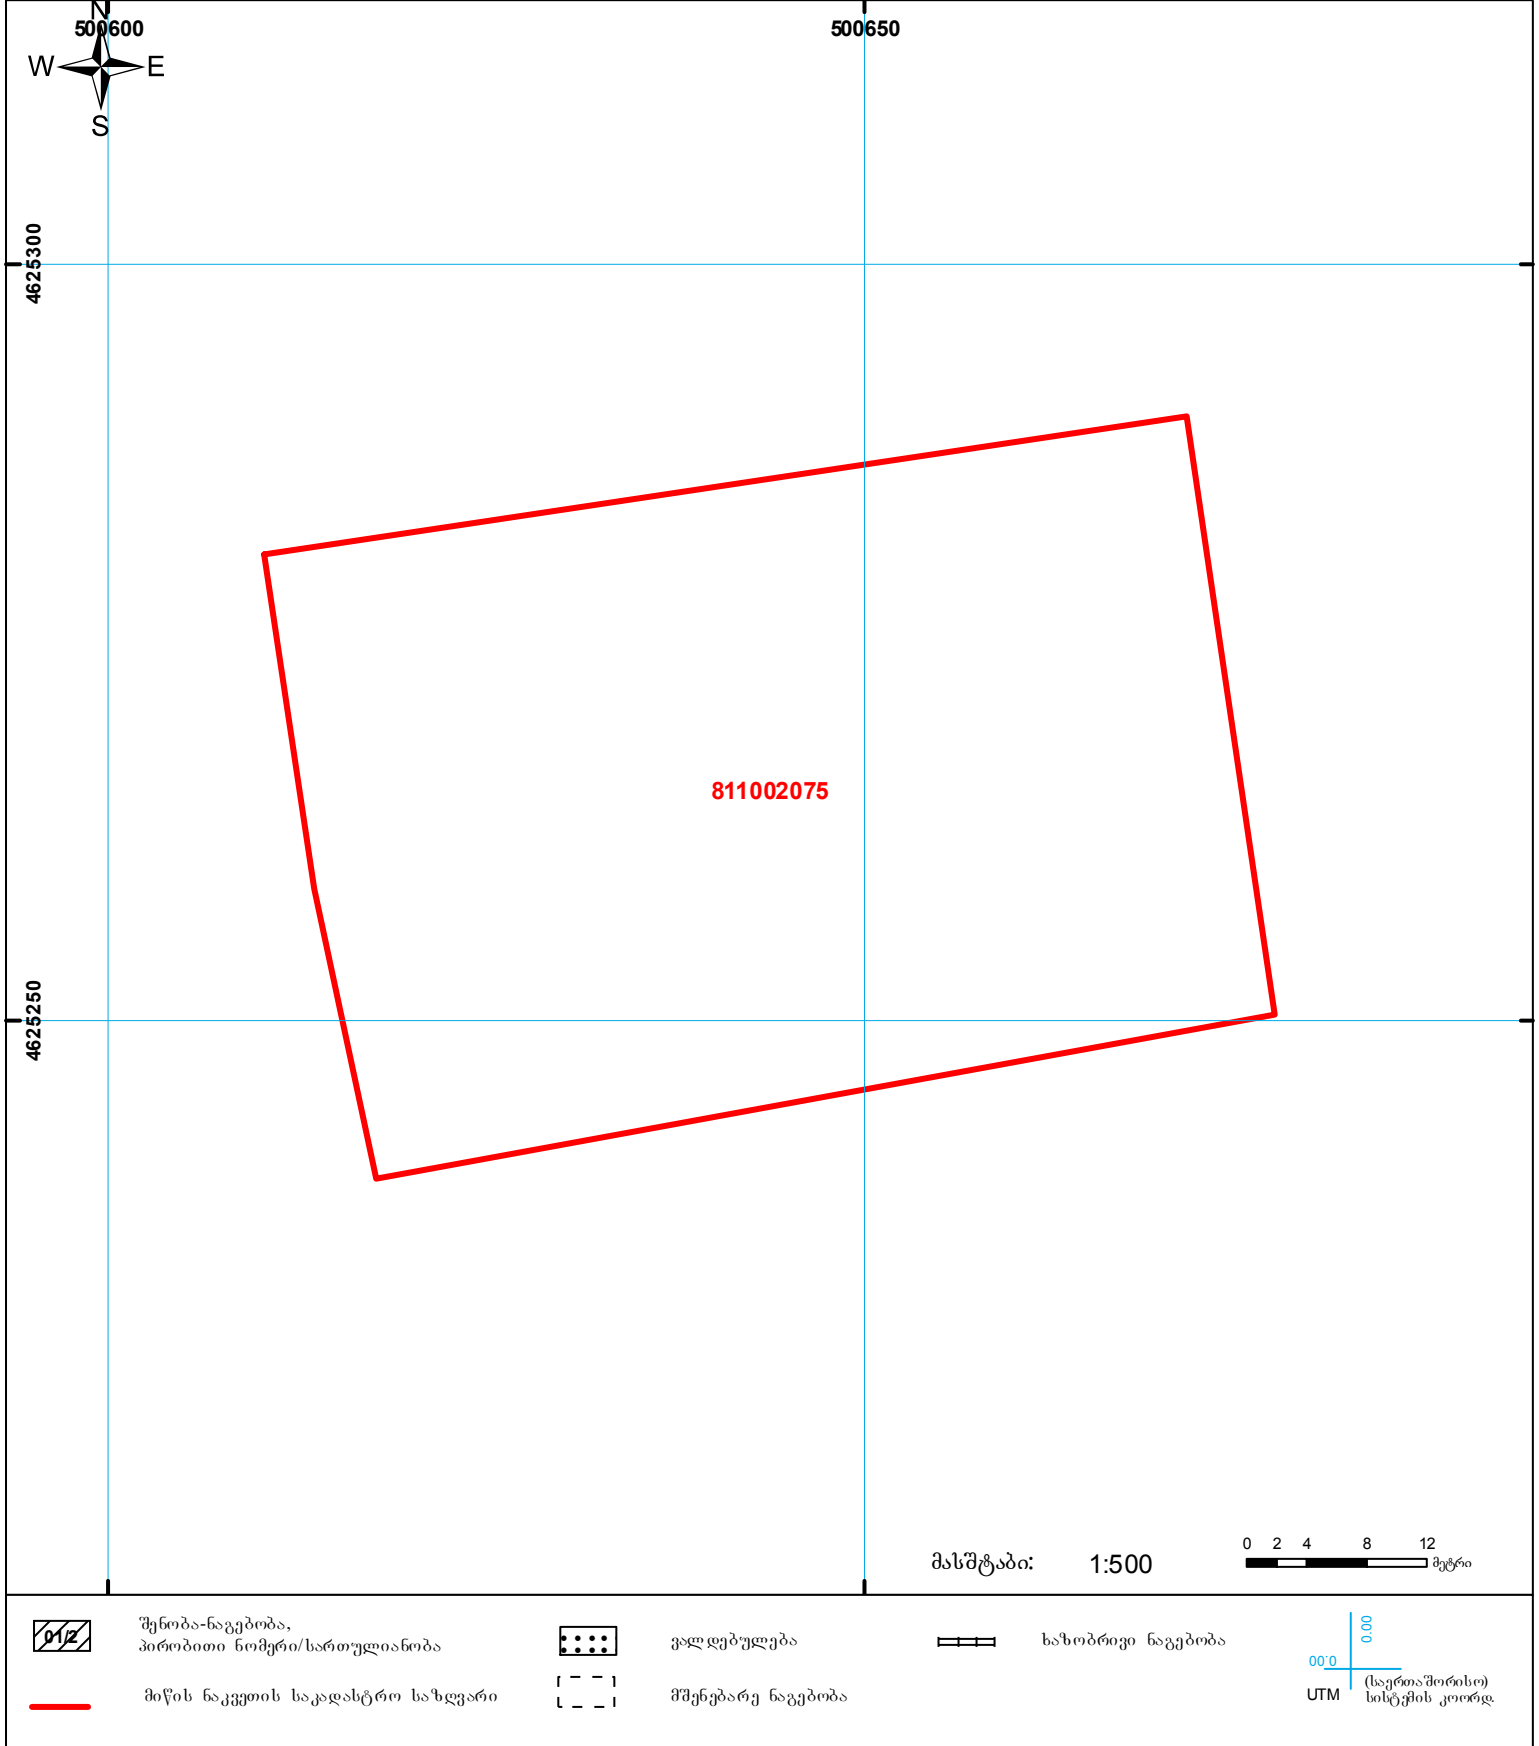 N
500600
500650
W
E
S
4625300
811002075
4625250
მასშტაბი:
1:500
0 2 4 8 12
მეტრი
01/2
შენობა-ნაგებობა,
პირობითი ნომერი/სართულიანობა
ვალდებულება
ხაზობრივი ნაგებობა
მიწის ნაკვეთის საკადასტრო საზღვარი
მშენებარე ნაგებობა
0.00
00.0
UTM
(საერთაშორისო)
სისტემის კოორდ.